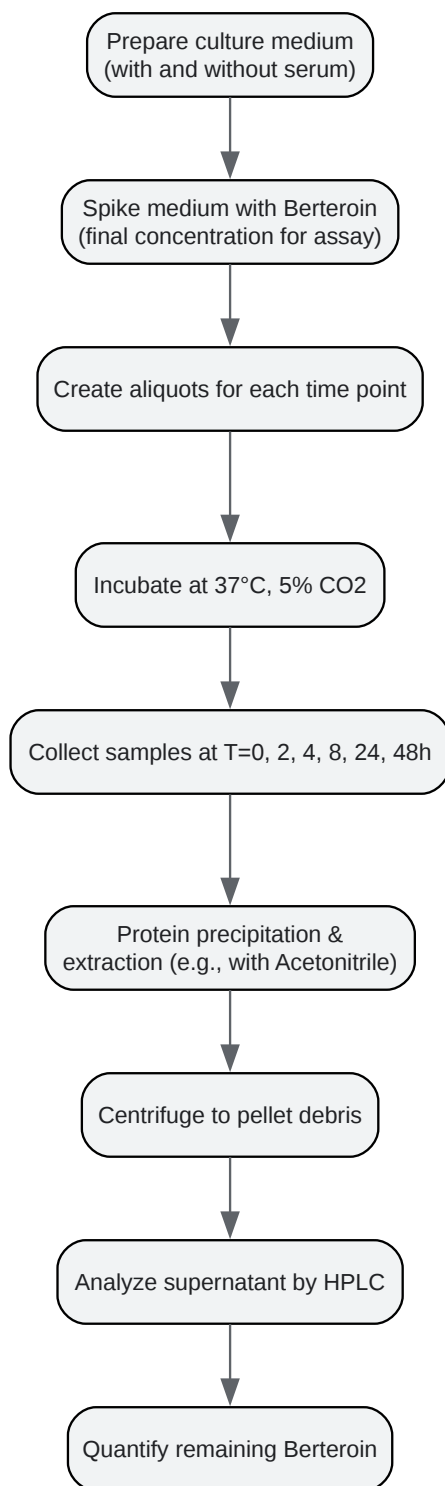 Prepare culture medium
(with and without serum)
Spike medium with Berteroin
(final concentration for assay)
Create aliquots for each time point
Incubate at 37°C, 5% CO2
Collect samples at T=0, 2, 4, 8, 24, 48h
Protein precipitation &
extraction (e.g., with Acetonitrile)
Centrifuge to pellet debris
Analyze supernatant by HPLC
Quantify remaining Berteroin